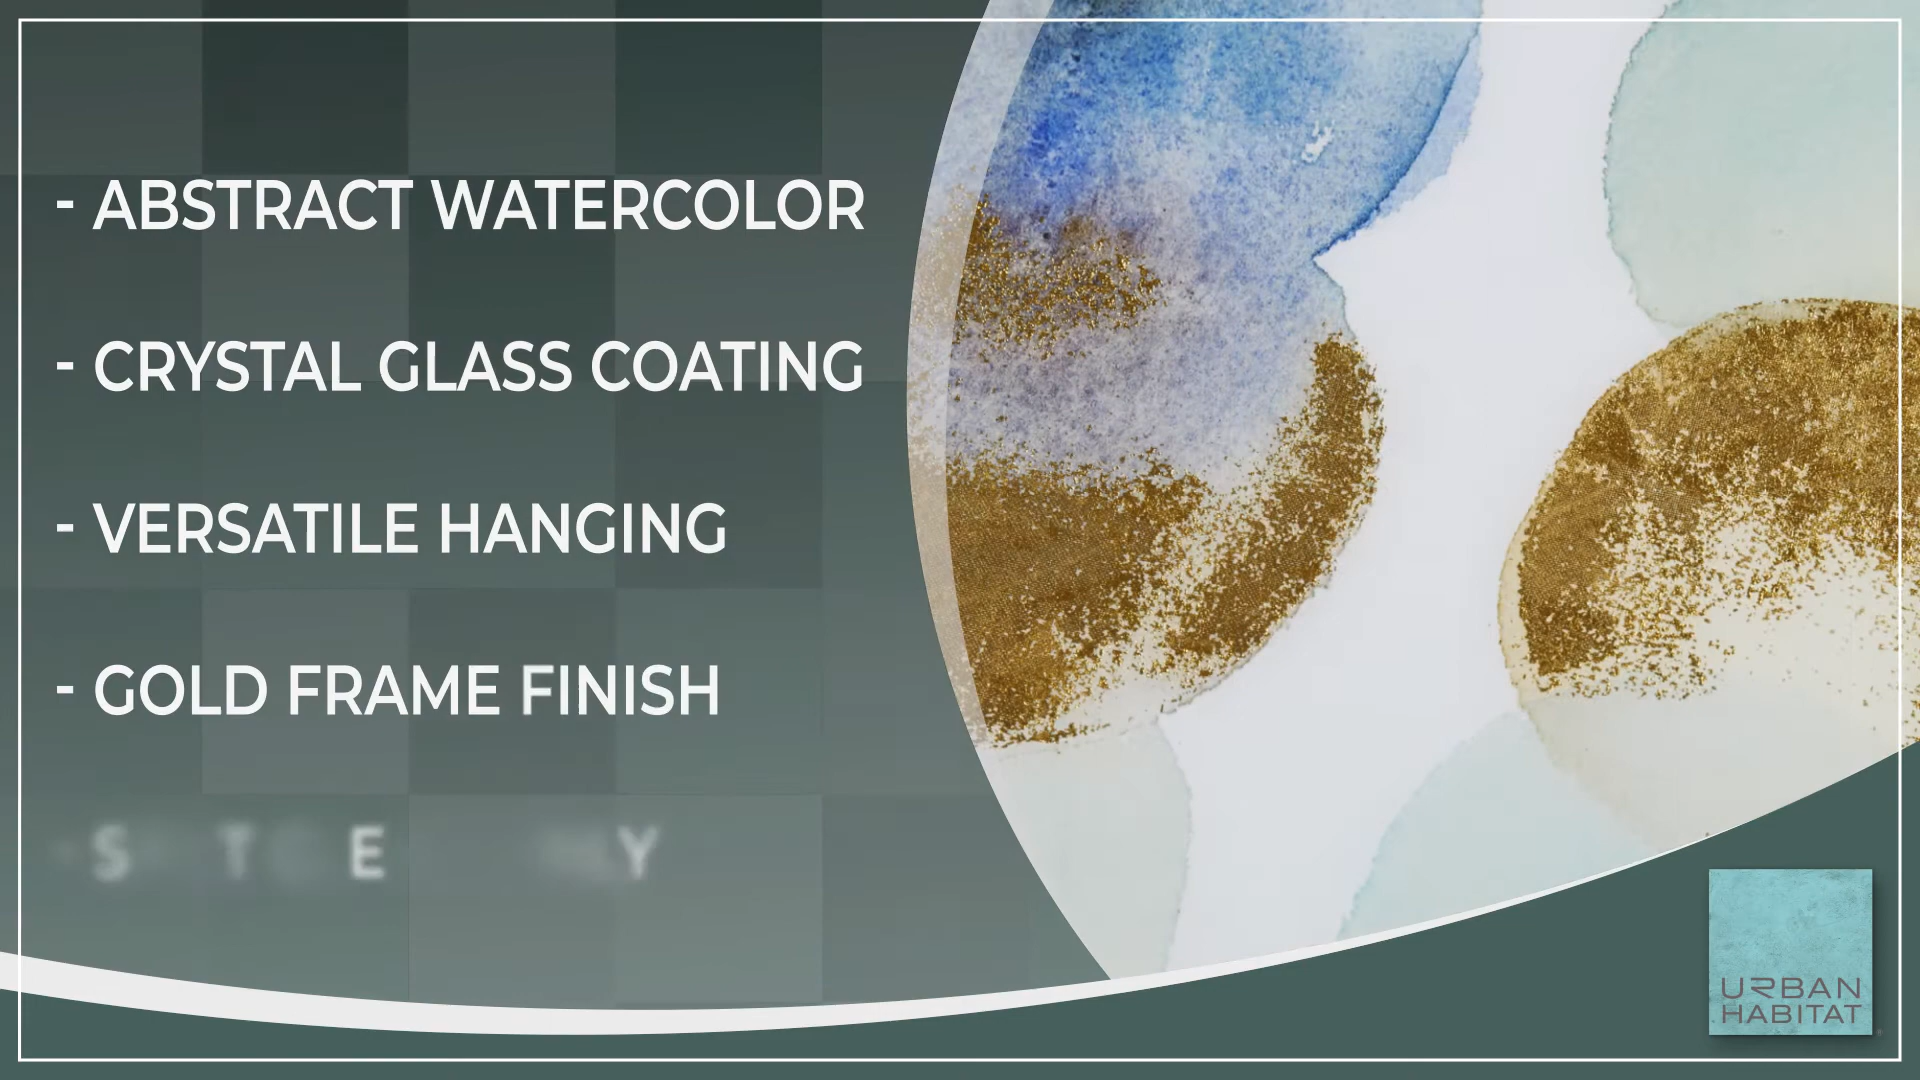 - ABSTRACT WATERCOLOR
- CRYSTAL GLASS COATING
- VERSATILE HANGING
- GOLD FRAME FINISH
URBAN
HABITAT